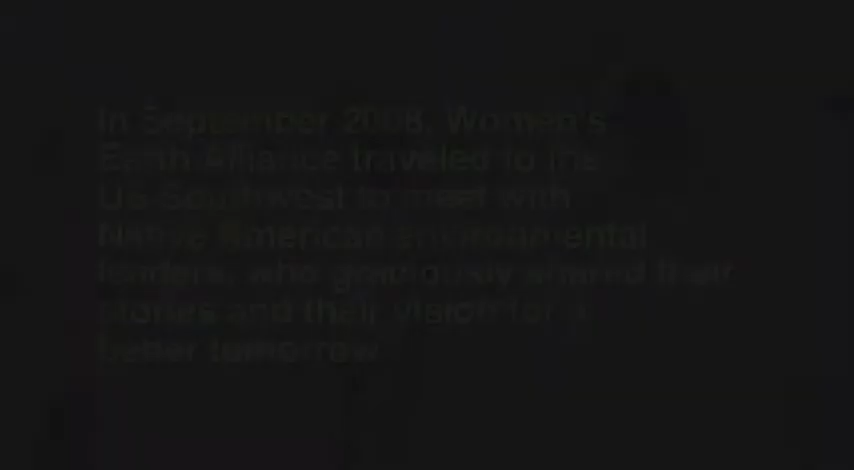 In September 2008, Women's
Earth Alliance traveled to the
US Southwest to meet with
Native American environmental
leaders, who graciously shared their
stories and their vision for a
better tomorrow